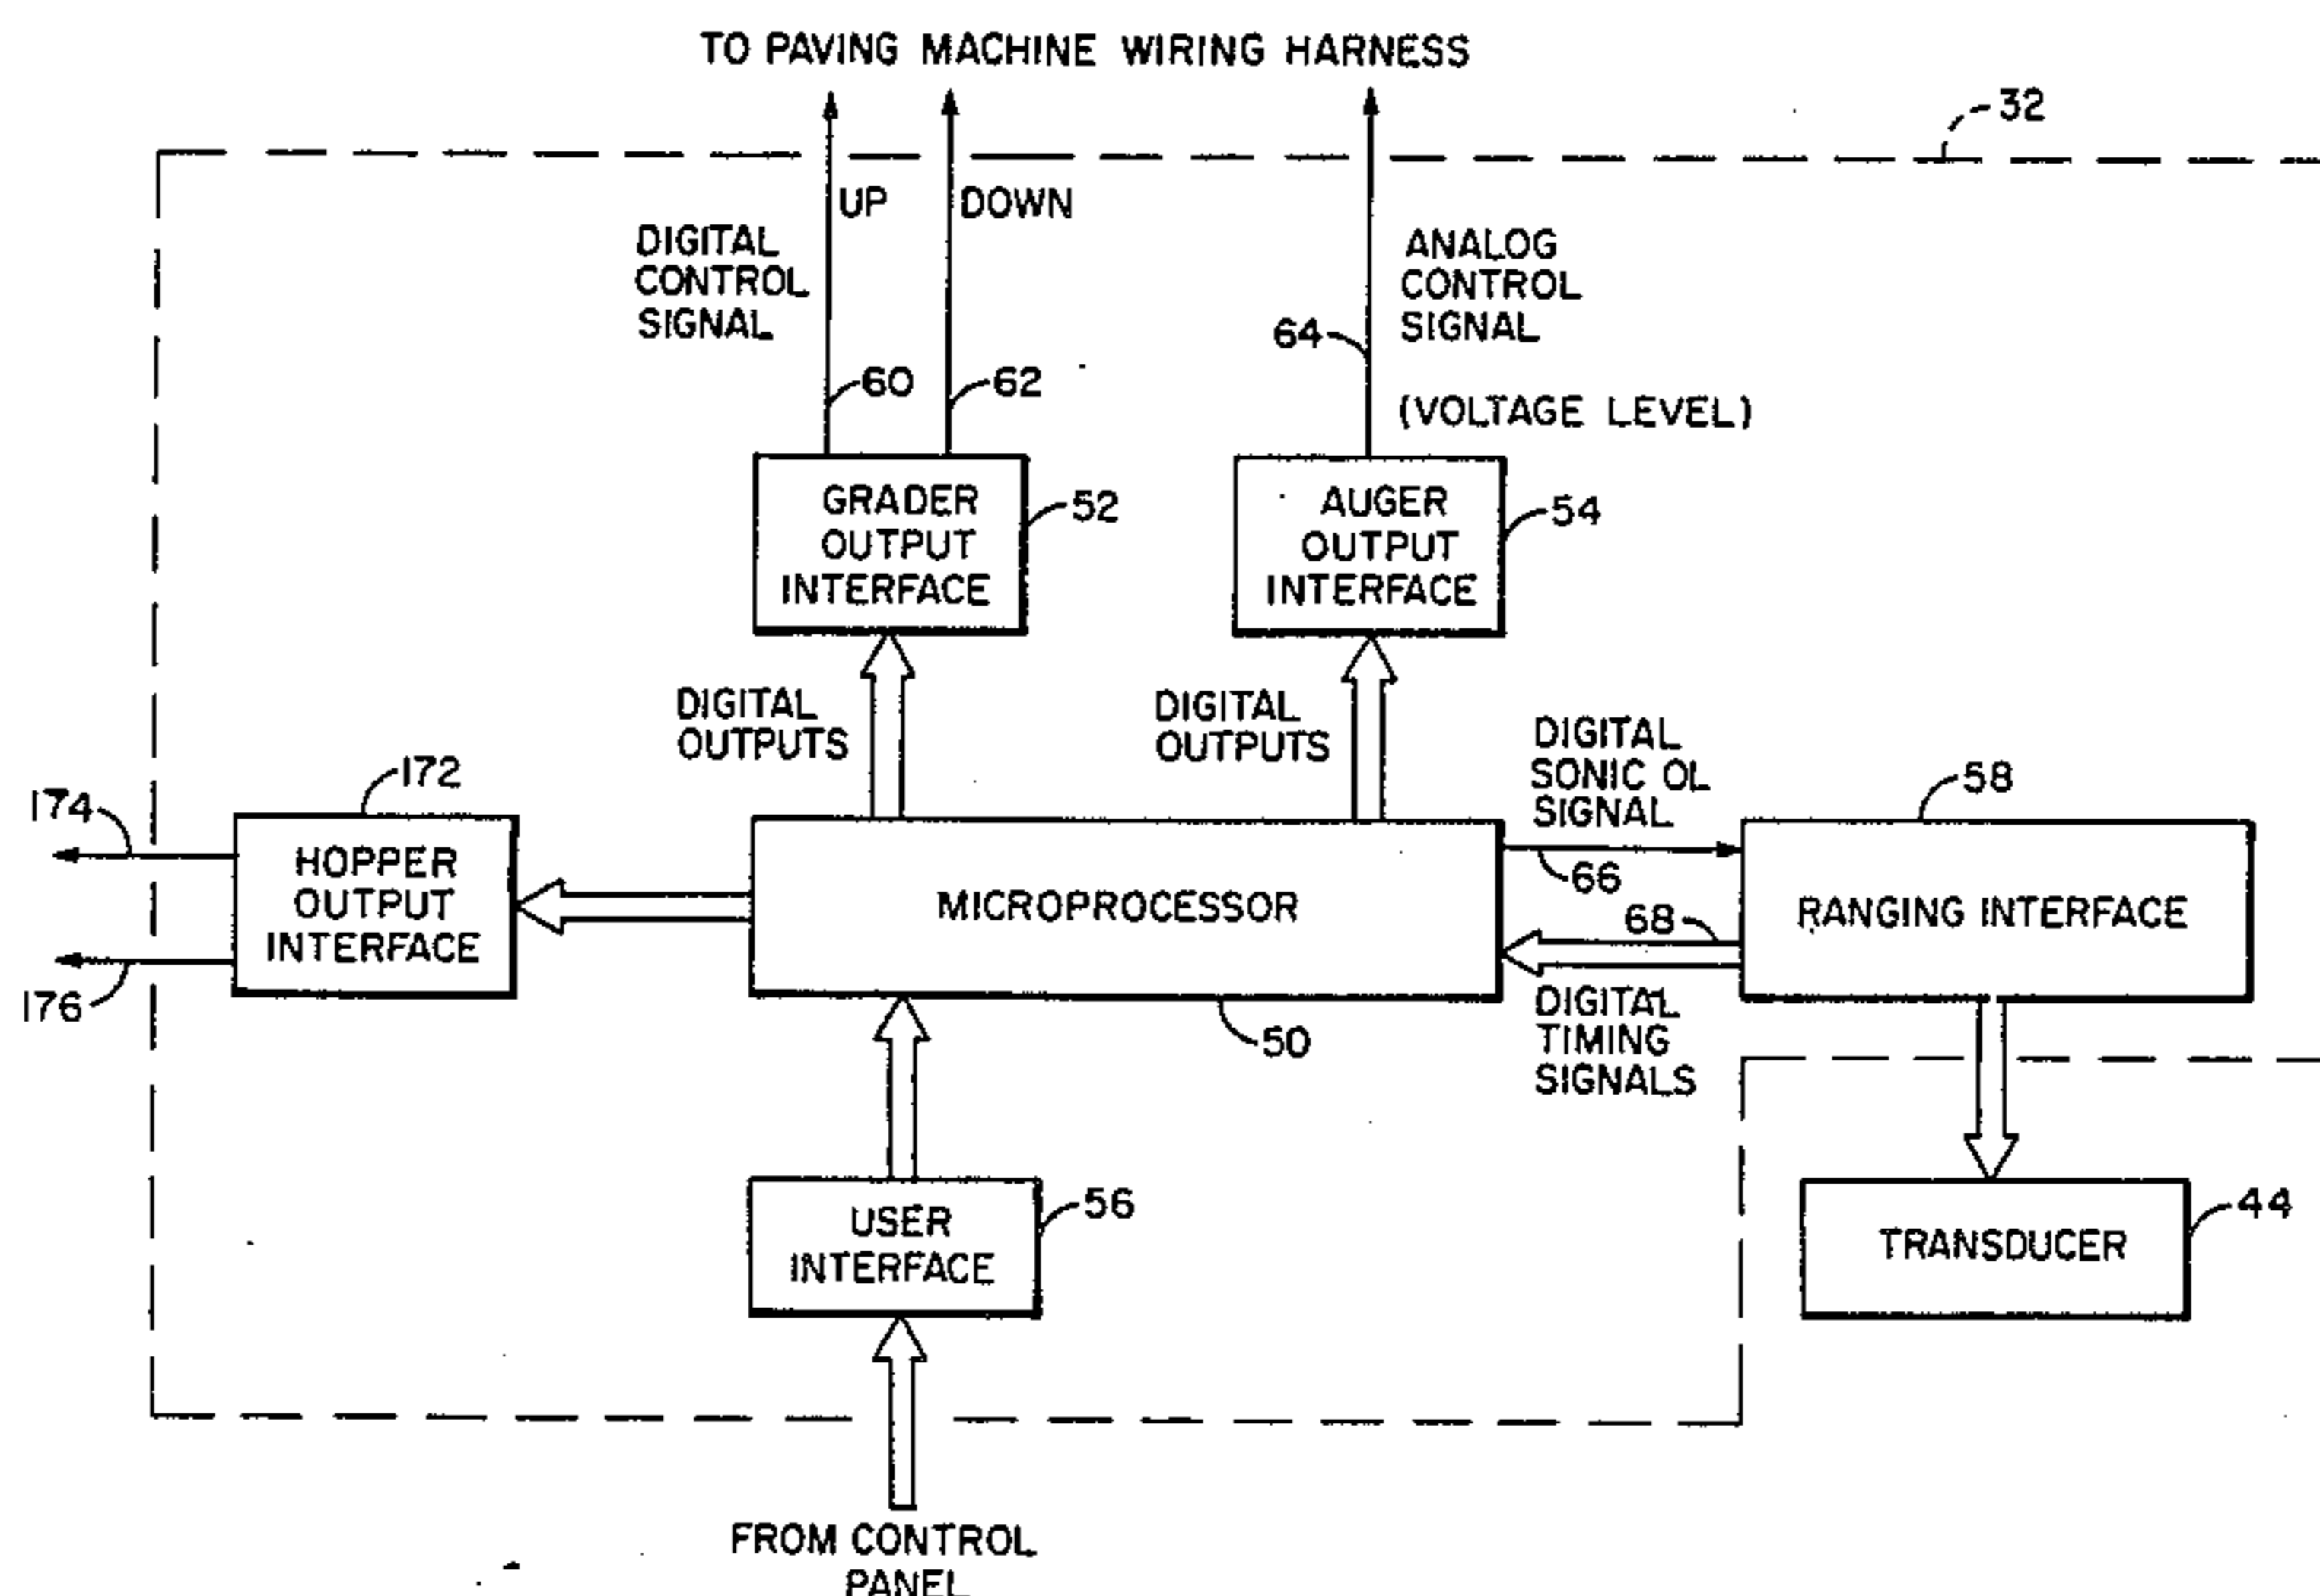 TO PAVING MACHINE WIRING HARNESS
32
UP
DOWN
DIGITAL
CONTROL
SIGNAL
ANALOG
CONTROL
SIGNAL
64
(VOLTAGE LEVEL)
60
62
GRADER
OUTPUT
INTERFACE
52
AUGER
OUTPUT
INTERFACE
54
DIGITAL
OUTPUTS
DIGITAL
OUTPUTS
DIGITAL
SONIC OL
SIGNAL
66
172
174
176
HOPPER
OUTPUT
INTERFACE
MICROPROCESSOR
50
58
RANGING INTERFACE
68
DIGITAL
TIMING
SIGNALS
USER
INTERFACE
56
TRANSDUCER
44
FROM CONTROL
PANEL